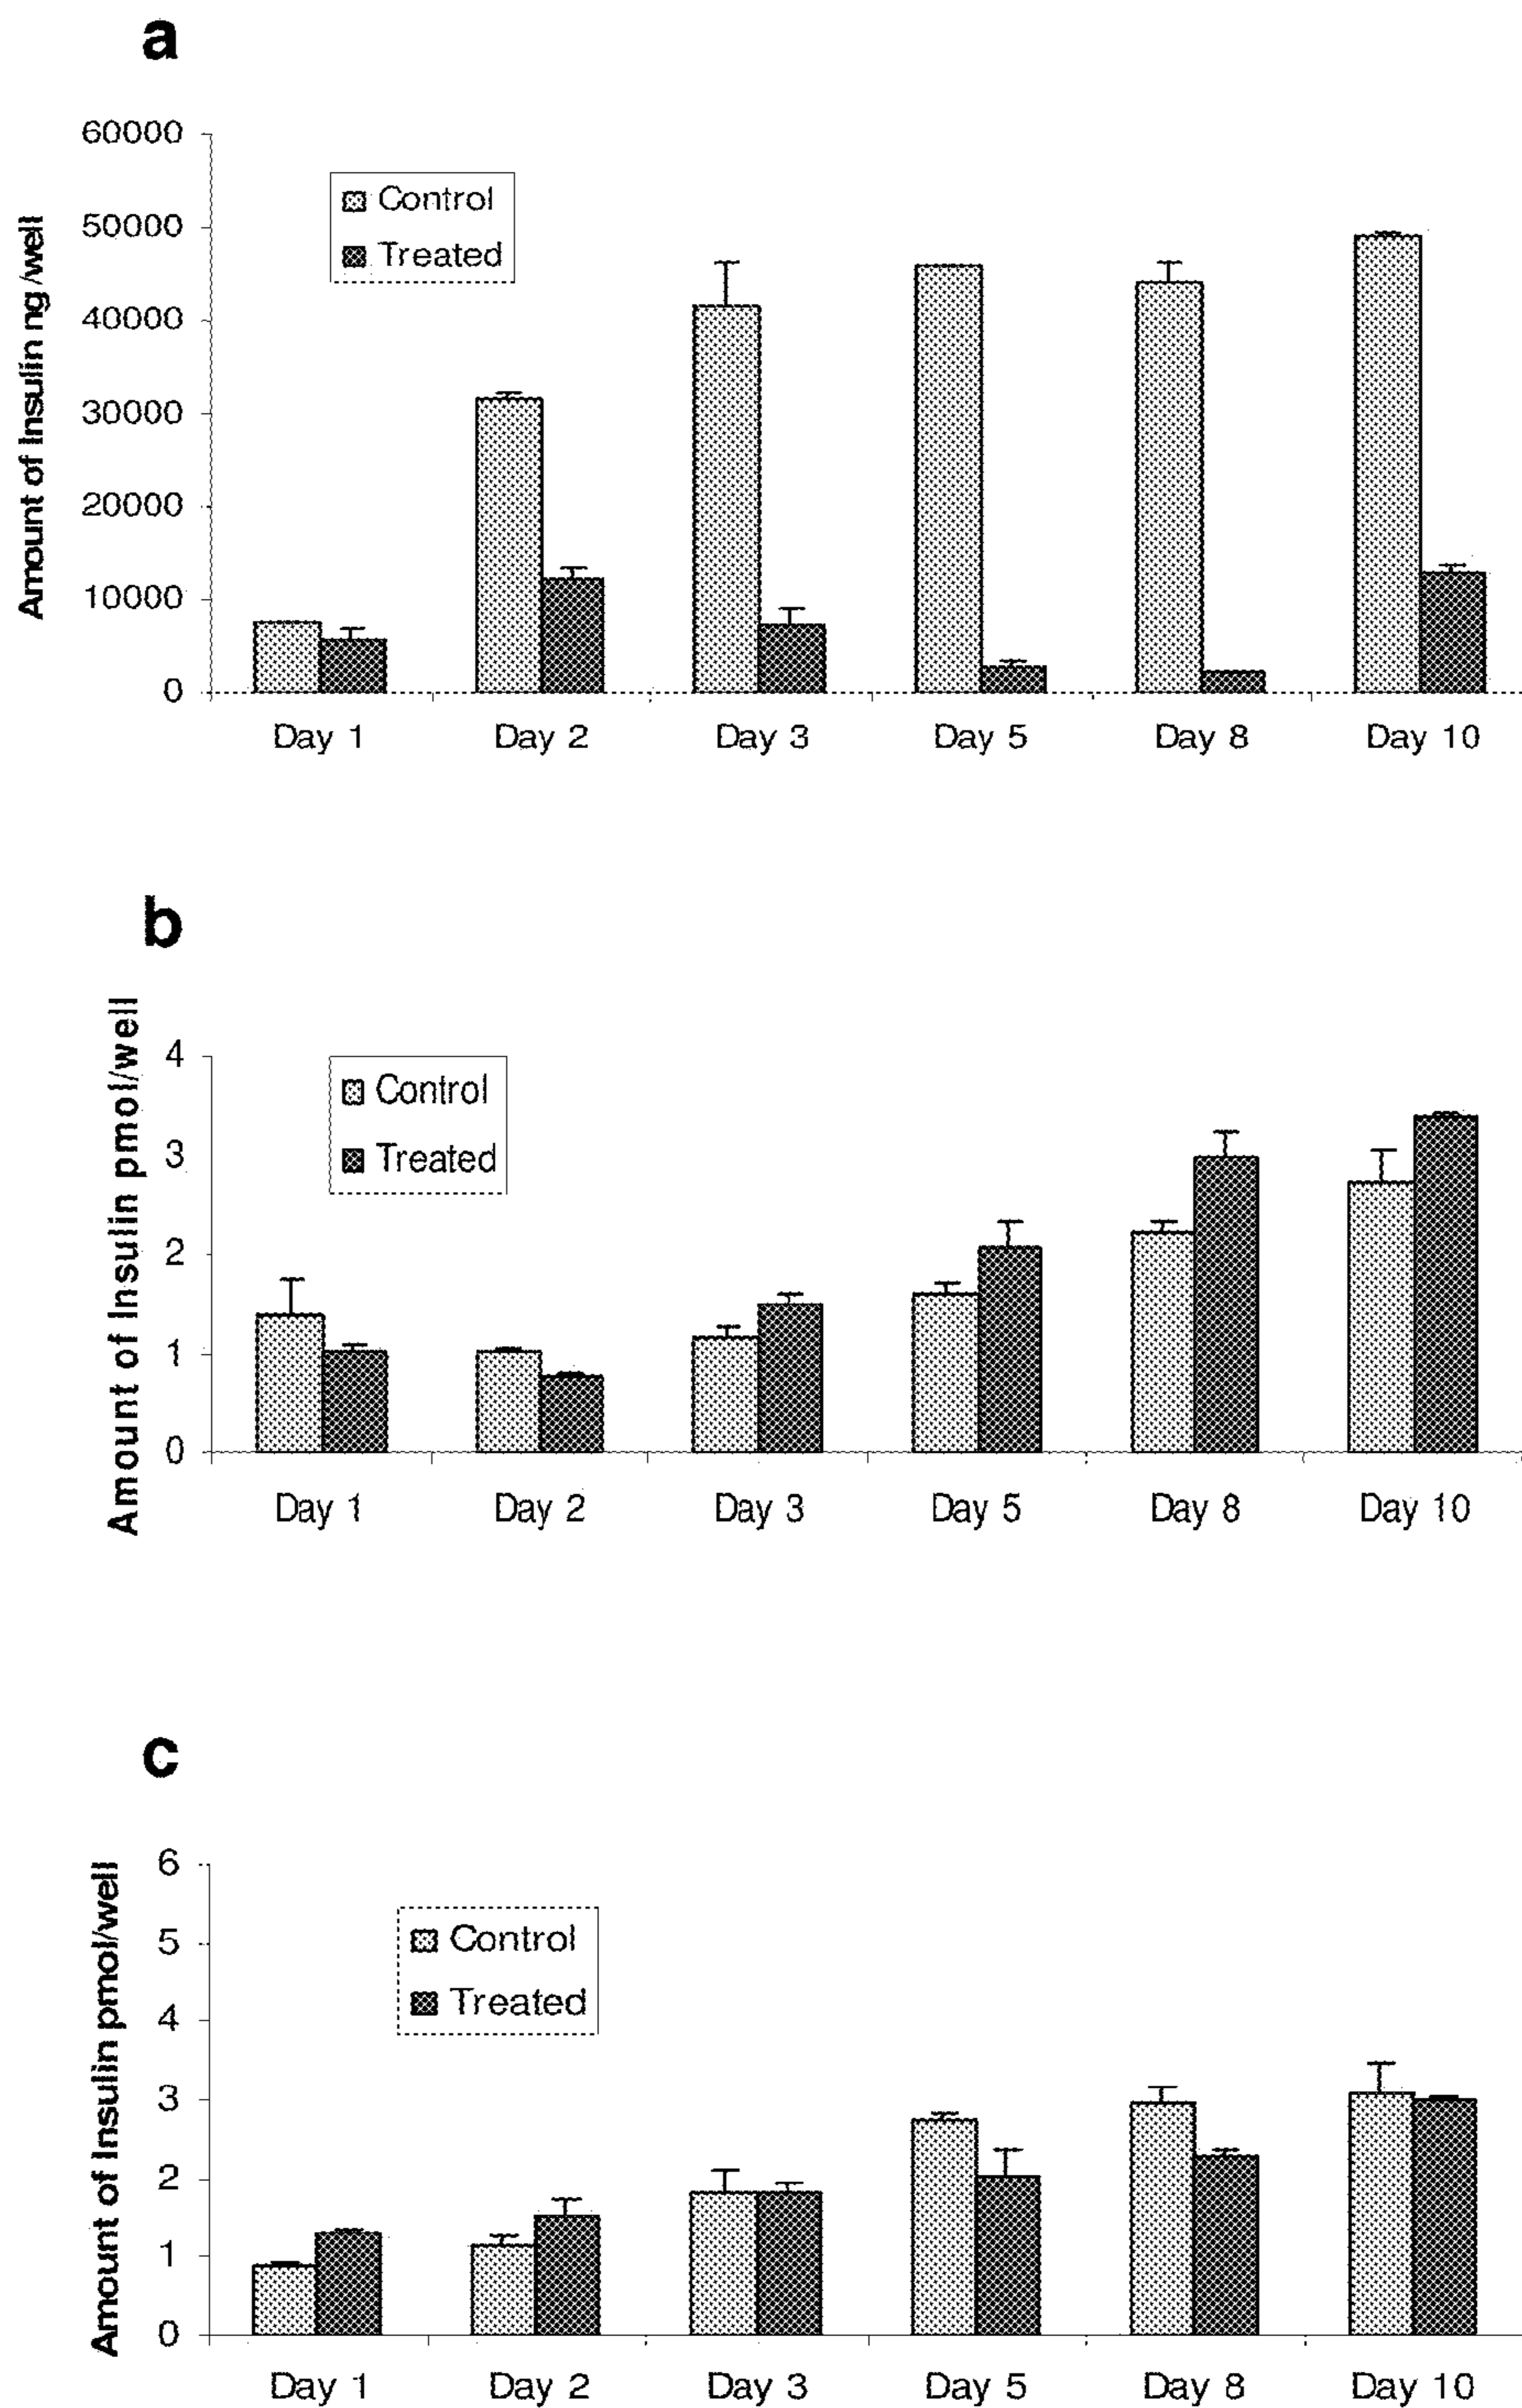 a
Amount of Insulin ng/well
60000
50000
40000
30000
20000
10000
0
Control
Treated
Day 1 Day 2 Day 3 Day 5 Day 8 Day 10
b
Amount of Insulin pmol/well
4
3
2
1
0
Control
Treated
Day 1 Day 2 Day 3 Day 5 Day 8 Day 10
c
Amount of Insulin pmol/well
6
5
4
3
2
1
0
Control
Treated
Day 1 Day 2 Day 3 Day 5 Day 8 Day 10